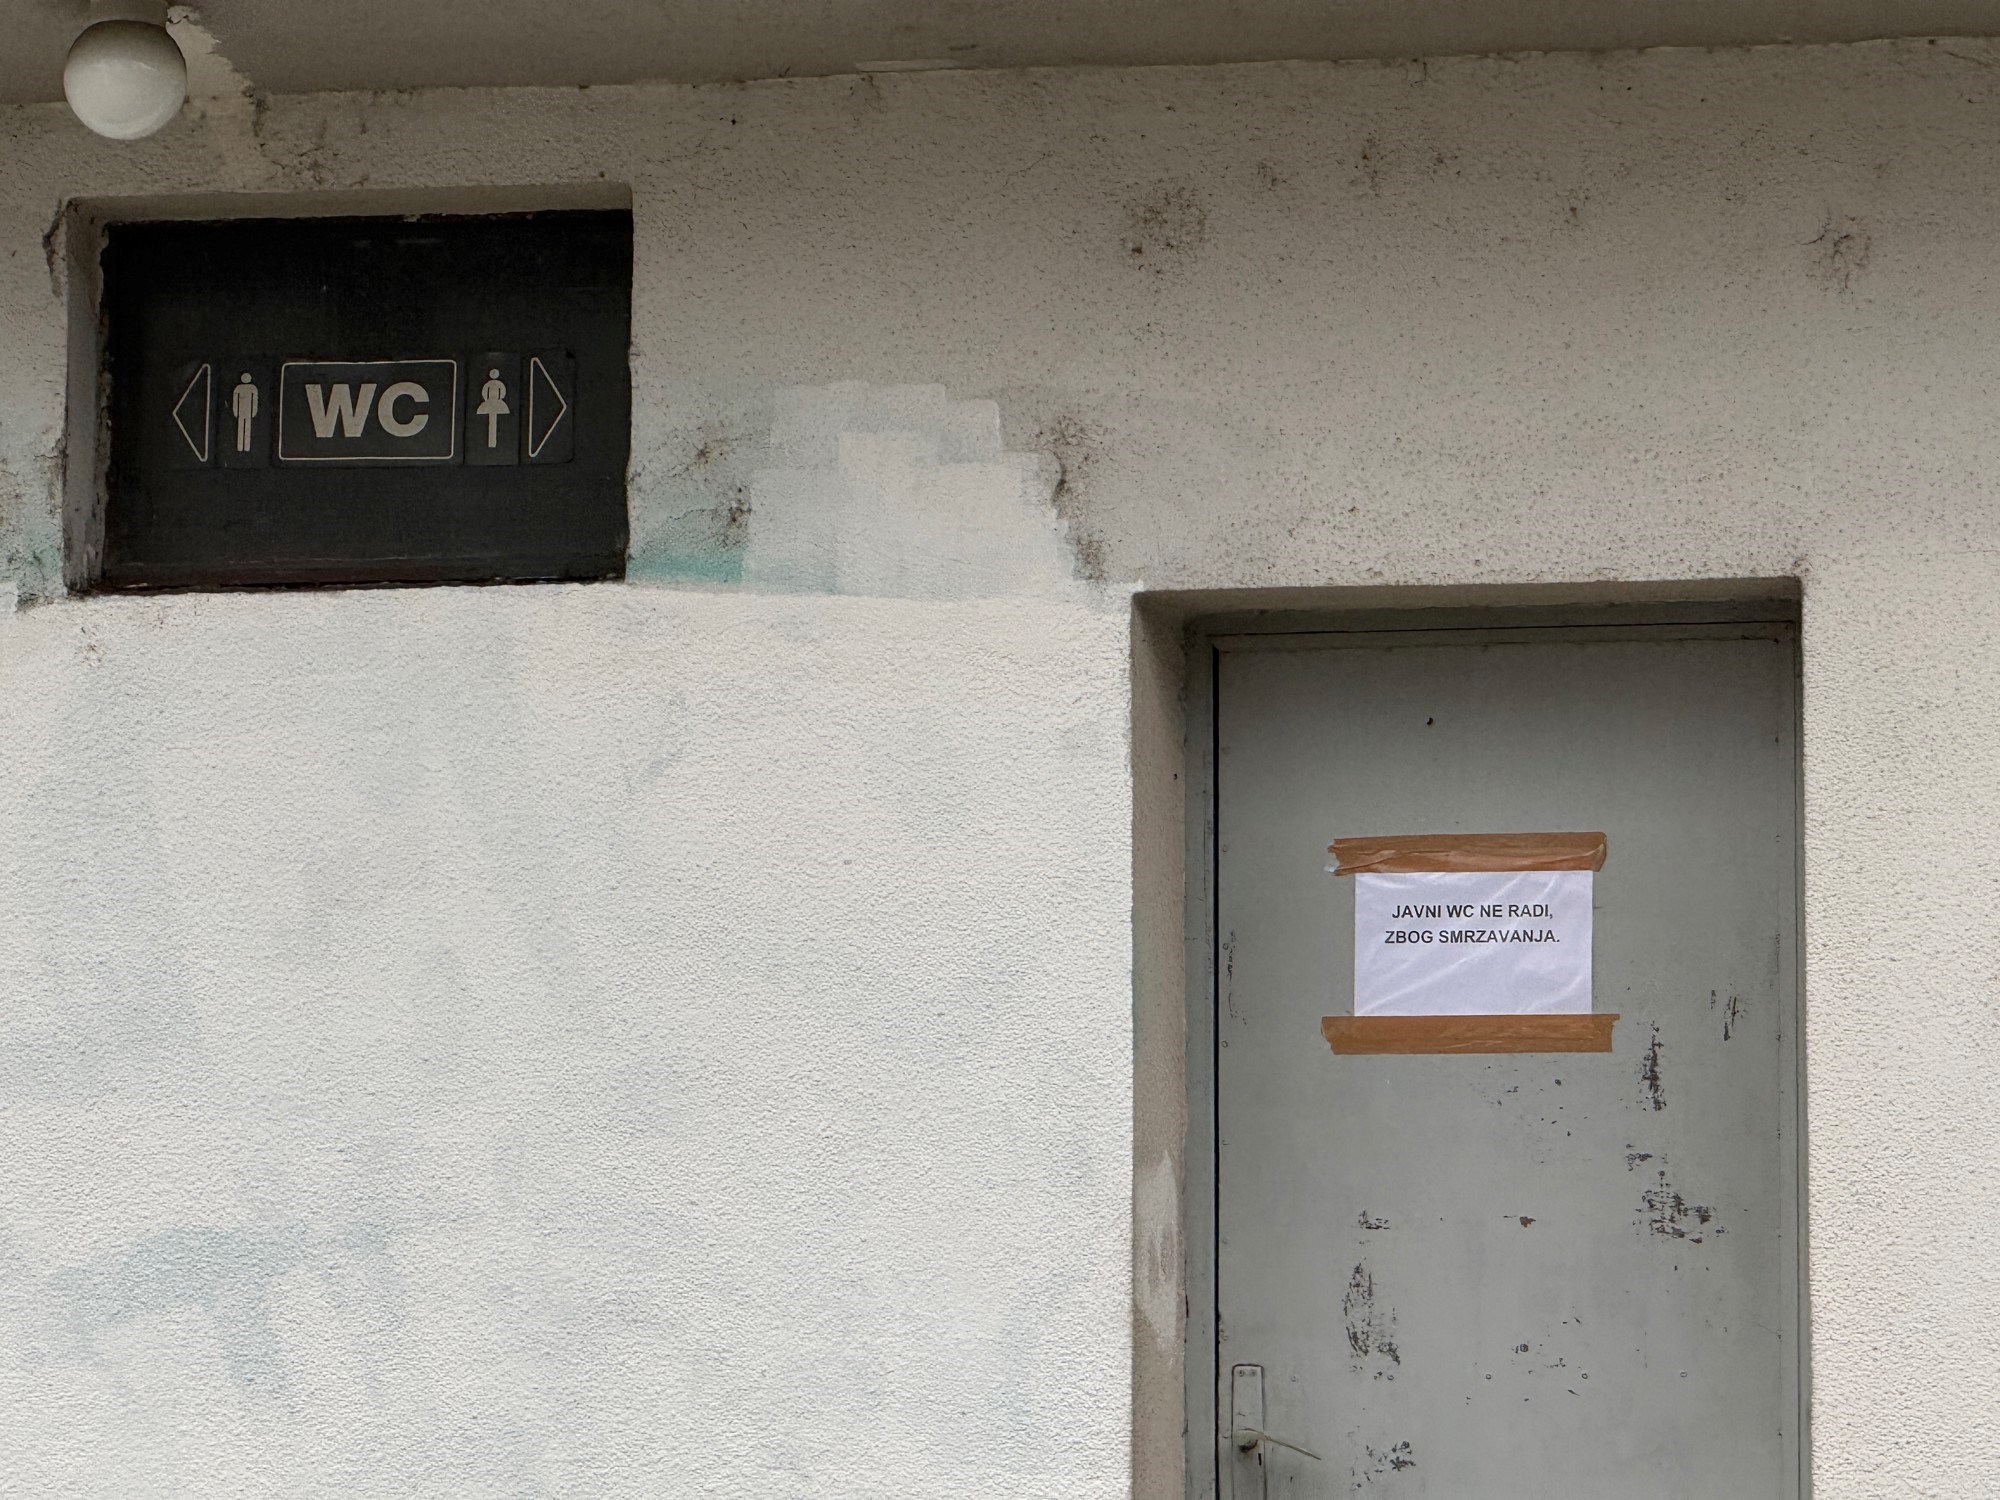 WC
JAVNI WC NE RADI,
ZBOG SMRZAVANJA.